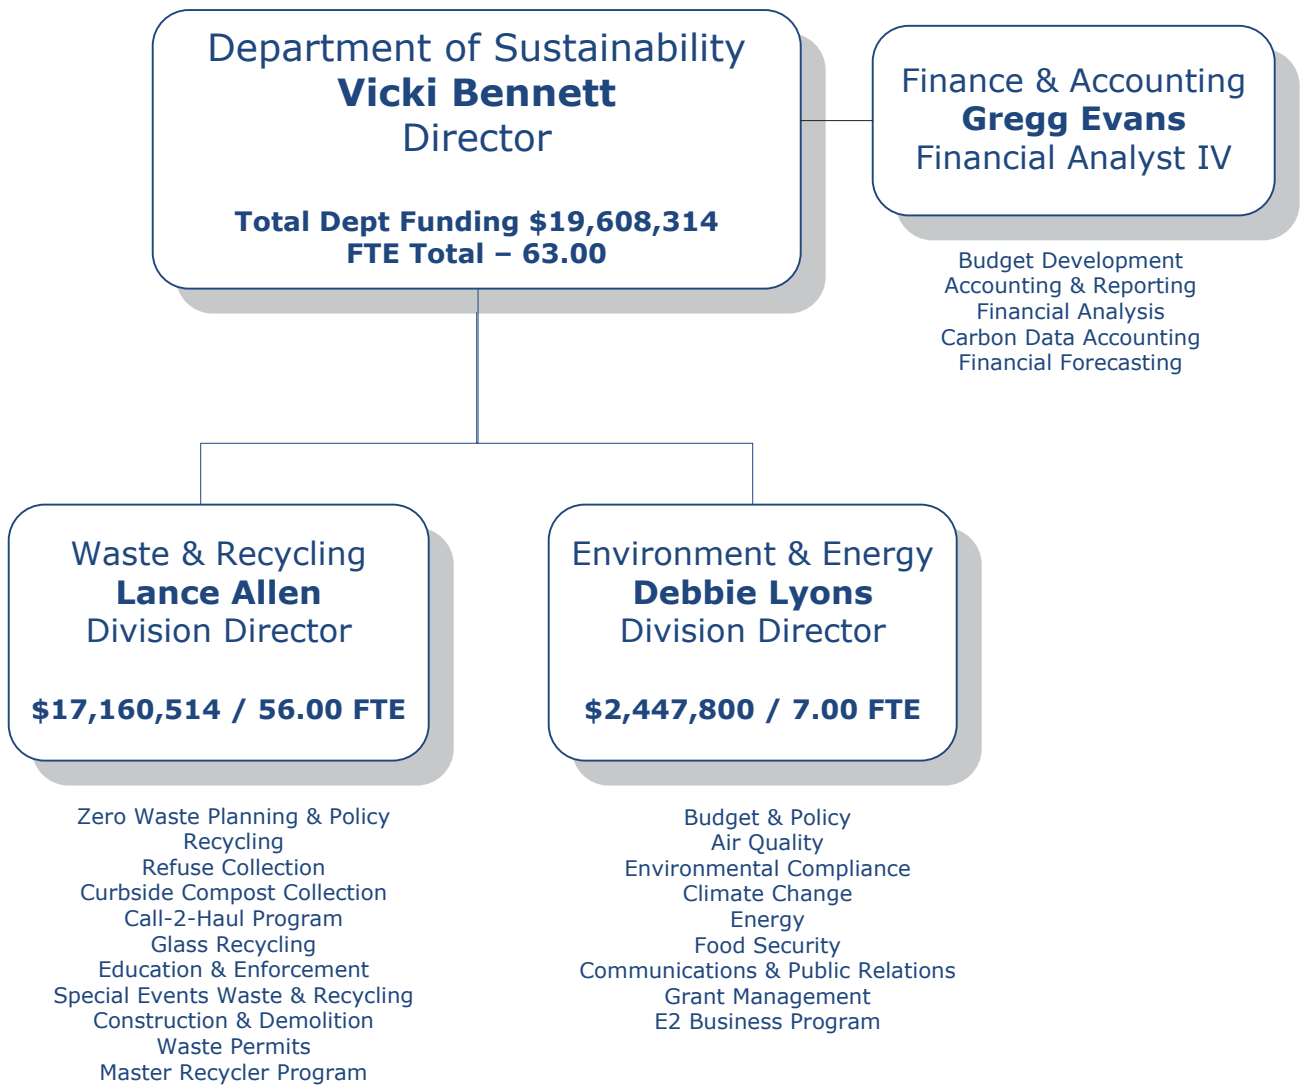 Department of Sustainability
Vicki Bennett
Director
Total Dept Funding $19,608,314
FTE Total – 63.00
Finance & Accounting
Gregg Evans
Financial Analyst IV
Budget Development
Accounting & Reporting
Financial Analysis
Carbon Data Accounting
Financial Forecasting
Waste & Recycling
Lance Allen
Division Director
$17,160,514 / 56.00 FTE
Zero Waste Planning & Policy
Recycling
Refuse Collection
Curbside Compost Collection
Call-2-Haul Program
Glass Recycling
Education & Enforcement
Special Events Waste & Recycling
Construction & Demolition
Waste Permits
Master Recycler Program
Environment & Energy
Debbie Lyons
Division Director
$2,447,800 / 7.00 FTE
Budget & Policy
Air Quality
Environmental Compliance
Climate Change
Energy
Food Security
Communications & Public Relations
Grant Management
E2 Business Program